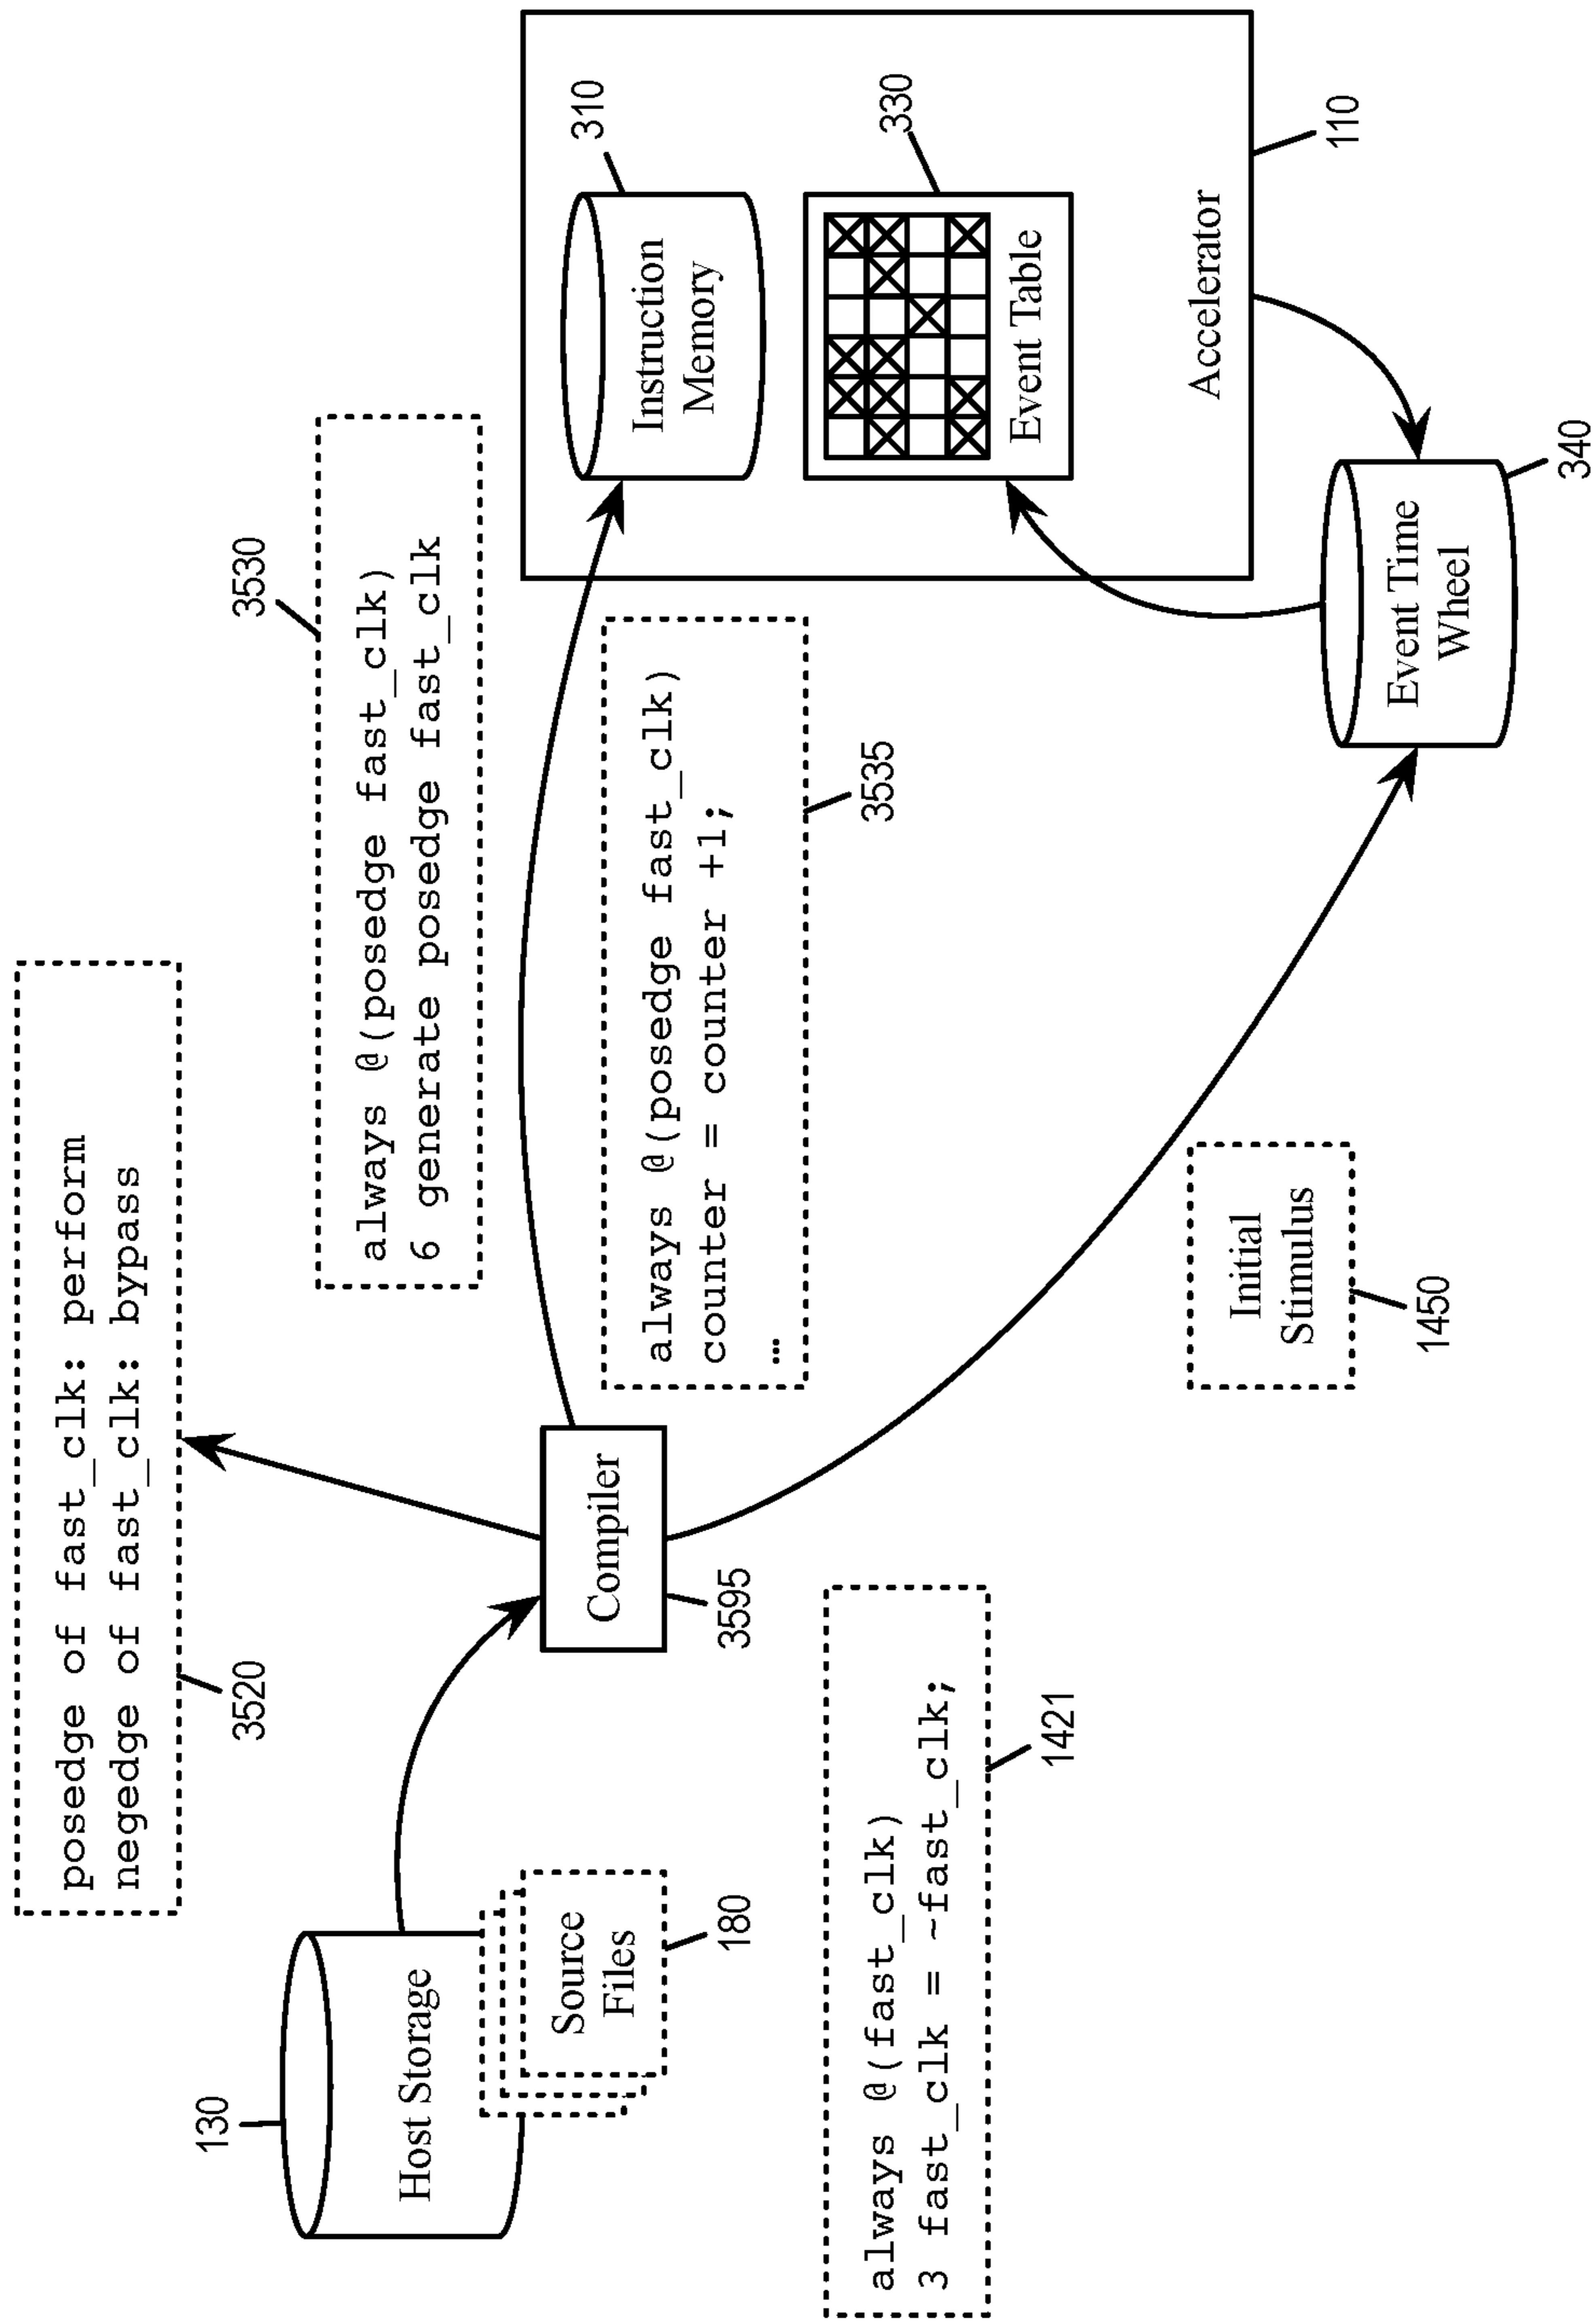 posedge of fast_clk: perform
negedge of fast_clk: bypass
3520
130
Host Storage
Source
Files
180
Compiler
3595
always @(fast_clk)
3 fast_clk = ~fast_clk;
1421
3530
always @(posedge fast_clk)
6 generate posedge fast_clk
always @(posedge fast_clk)
counter = counter +1;
...
3535
Initial
Stimulus
1450
310
Instruction
Memory
330
Event Table
Accelerator
110
Event Time
Wheel
340